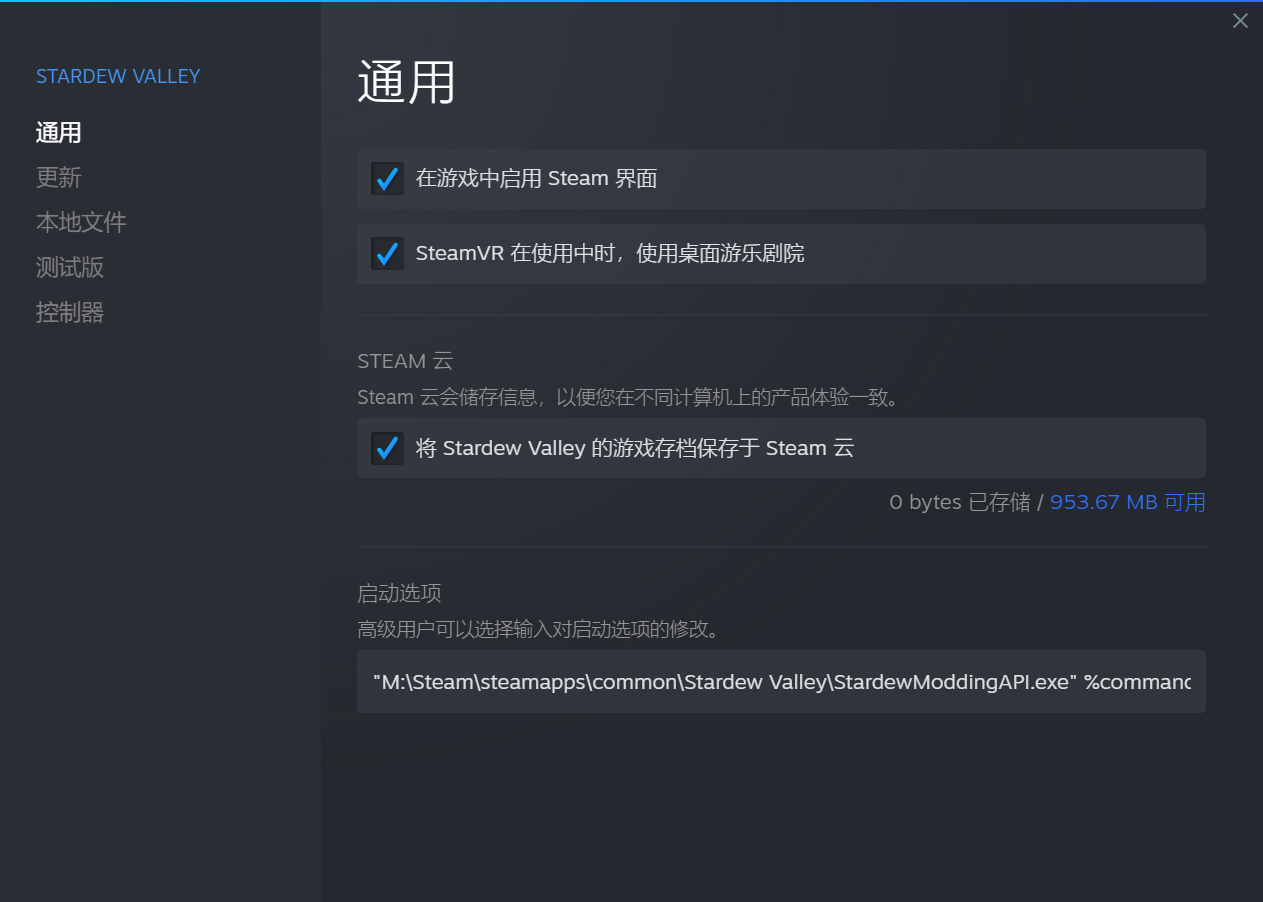 STARDEW VALLEY
通用
更新
本地文件
测试版
控制器
通用
在游戏中启用 Steam 界面
SteamVR 在使用中时，使用桌面游乐剧院
STEAM 云
Steam 云会储存信息，以便您在不同计算机上的产品体验一致。
将 Stardew Valley 的游戏存档保存于 Steam 云
0 bytes 已存储 / 953.67 MB 可用
启动选项
高级用户可以选择输入对启动选项的修改。
"M:\Steam\steamapps\common\Stardew Valley\StardewModdingAPI.exe" %comman